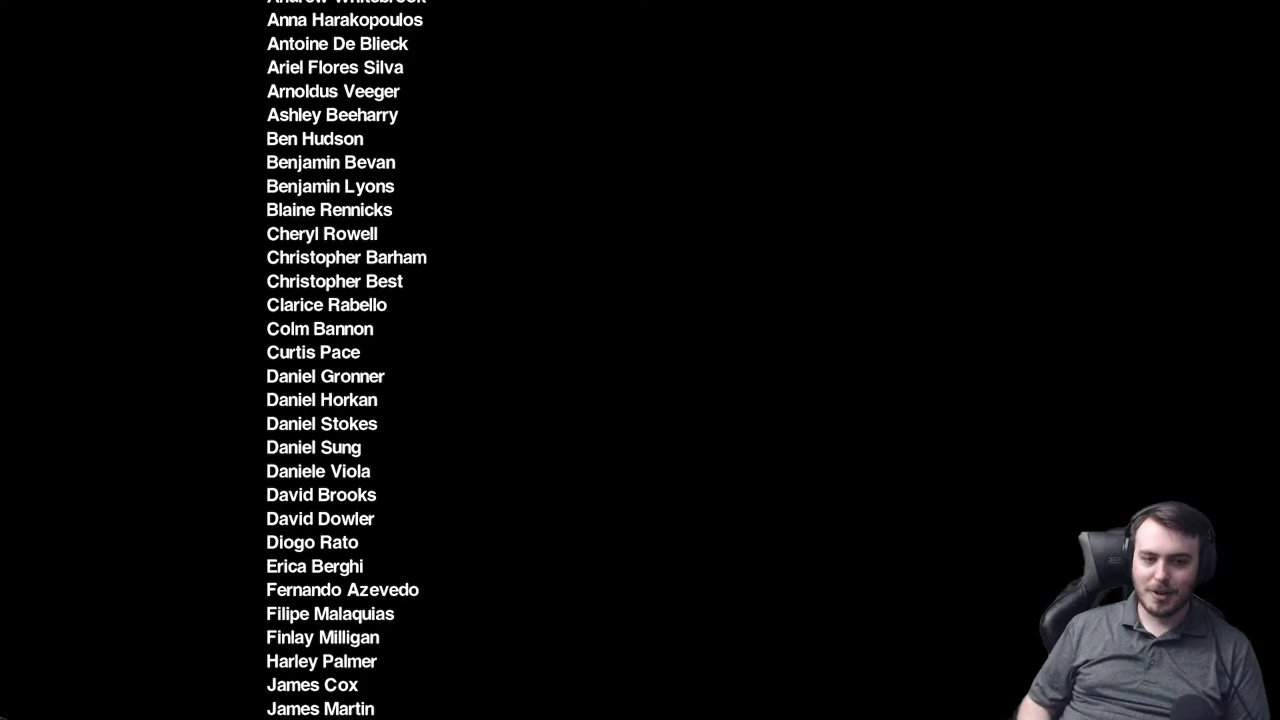 Anna Harakopoulos
Antoine De Blieck
Ariel Flores Silva
Arnoldus Veeger
Ashley Beeharry
Ben Hudson
Benjamin Bevan
Benjamin Lyons
Blaine Rennicks
Cheryl Rowell
Christopher Barham
Christopher Best
Clarice Rabello
Colm Bannon
Curtis Pace
Daniel Gronner
Daniel Horkan
Daniel Stokes
Daniel Sung
Daniele Viola
David Brooks
David Dowler
Diogo Rato
Erica Berghi
Fernando Azevedo
Filipe Malaquias
Finlay Milligan
Harley Palmer
James Cox
James Martin